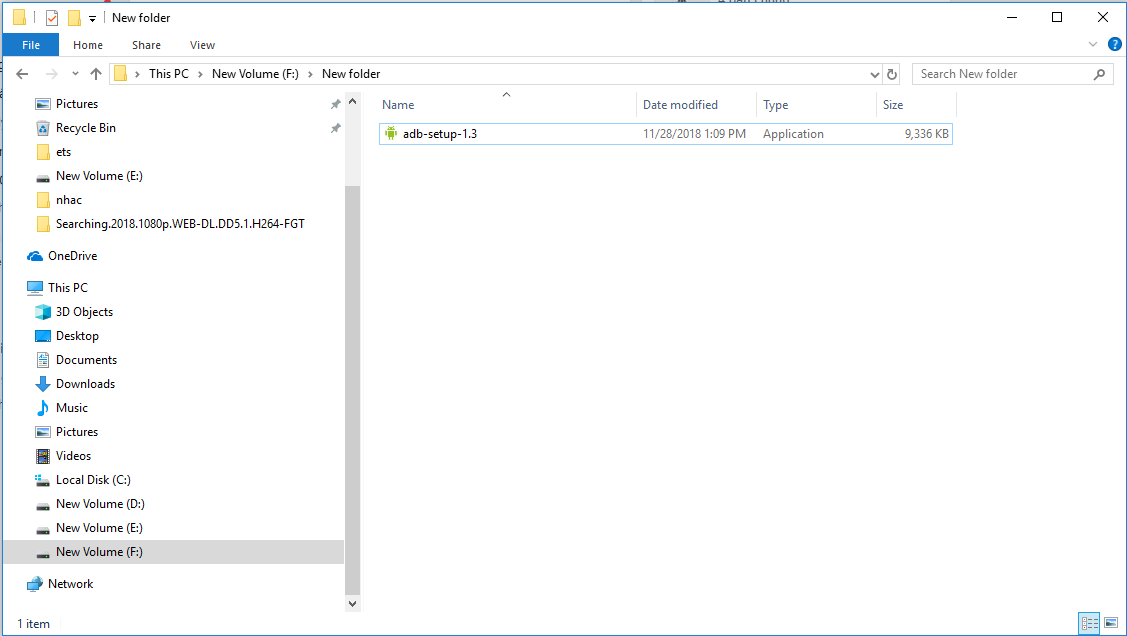 New folder
File Home Share View
This PC New Volume (F:) New folder
Search New folder
Name Date modified Type Size
adb-setup-1.3 11/28/2018 1:09 PM Application 9,336 KB
Pictures
Recycle Bin
ets
New Volume (E:)
nhac
Searching.2018.1080p.WEB-DL.DD5.1.H264-FGT
OneDrive
This PC
3D Objects
Desktop
Documents
Downloads
Music
Pictures
Videos
Local Disk (C:)
New Volume (D:)
New Volume (E:)
New Volume (F:)
Network
1 item